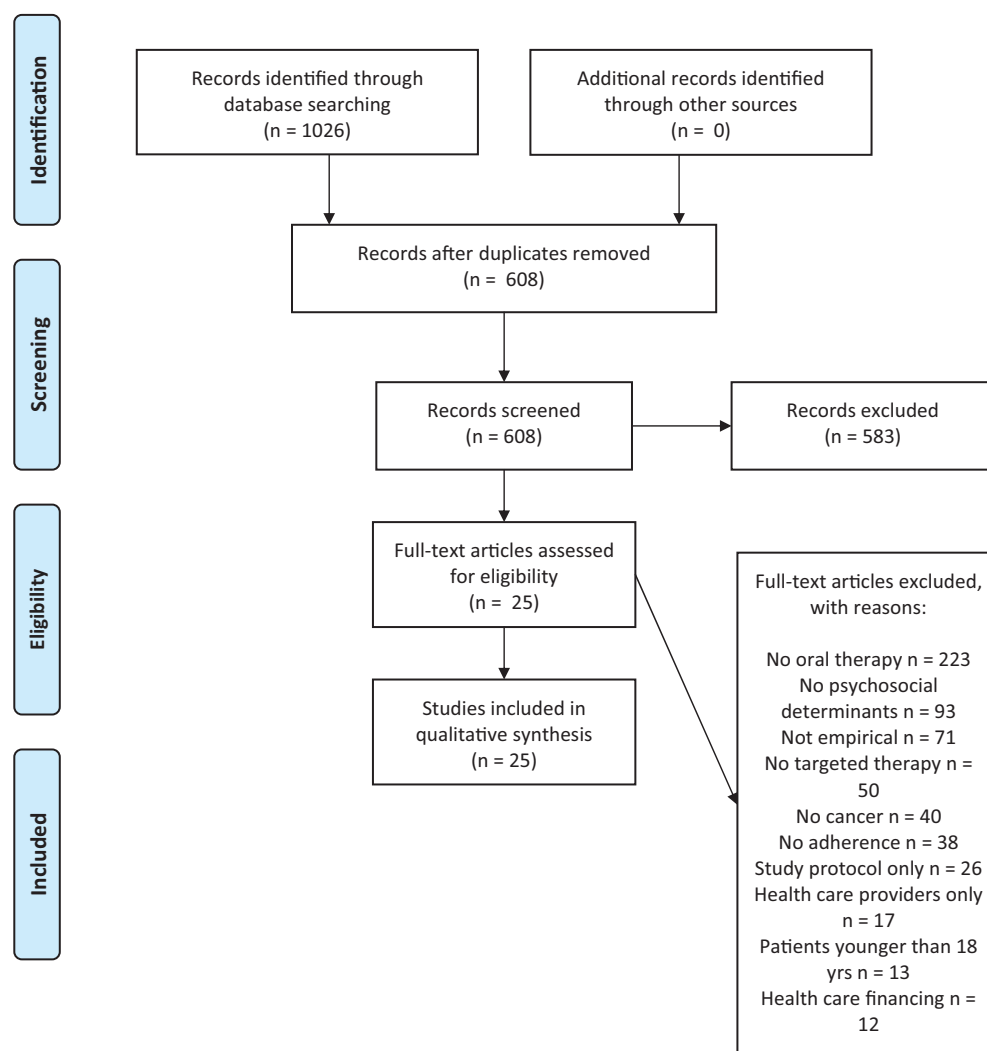 Identification
Records identified through
database searching
(n = 1026)
Additional records identified
through other sources
(n = 0)
Records after duplicates removed
(n = 608)
Screening
Records screened
(n = 608)
Records excluded
(n = 583)
Eligibility
Full-text articles assessed
for eligibility
(n = 25)
Full-text articles excluded,
with reasons:
No oral therapy n = 223
No psychosocial
determinants n = 93
Not empirical n = 71
No targeted therapy n =
50
No cancer n = 40
No adherence n = 38
Study protocol only n = 26
Health care providers only
n = 17
Patients younger than 18
yrs n = 13
Health care financing n =
12
Included
Studies included in
qualitative synthesis
(n = 25)